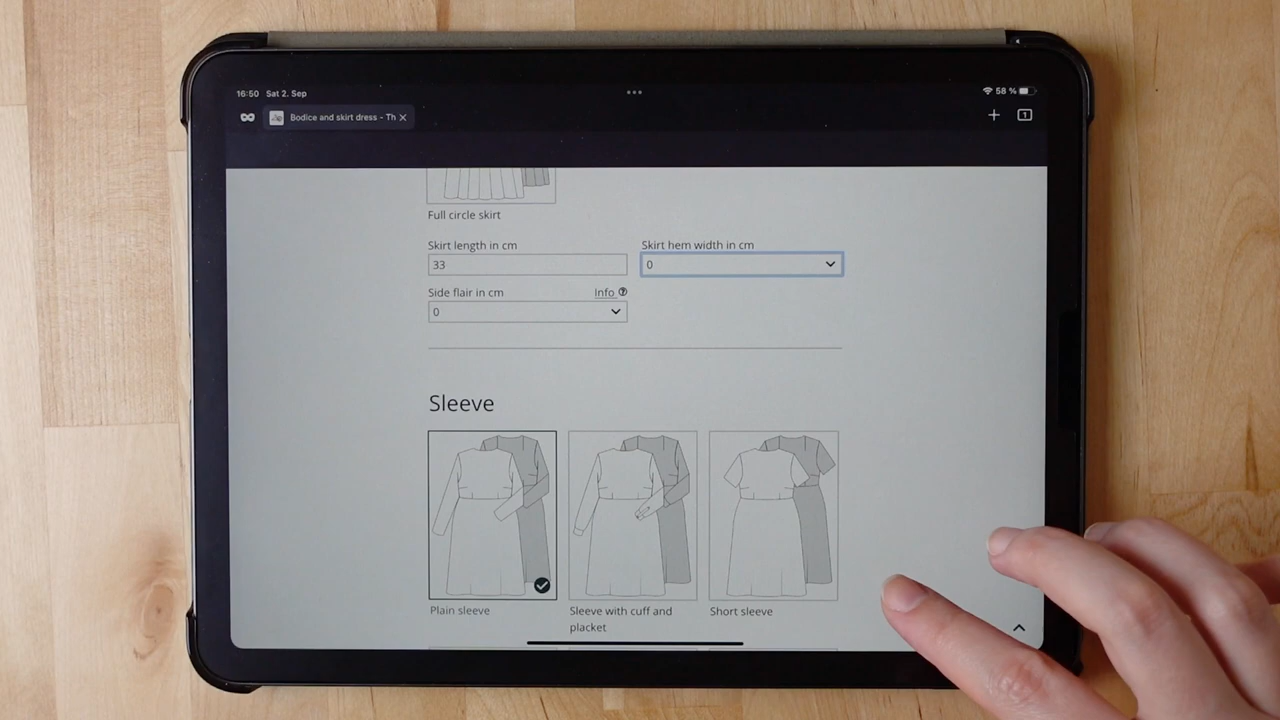 16:50 Sat 2. Sep
58 %
Bodice and skirt dress - Th
1
Full circle skirt
Skirt length in cm
Skirt hem width in cm
33
0
Side flair in cm
Info
0
Sleeve
Plain sleeve
Sleeve with cuff and
placket
Short sleeve